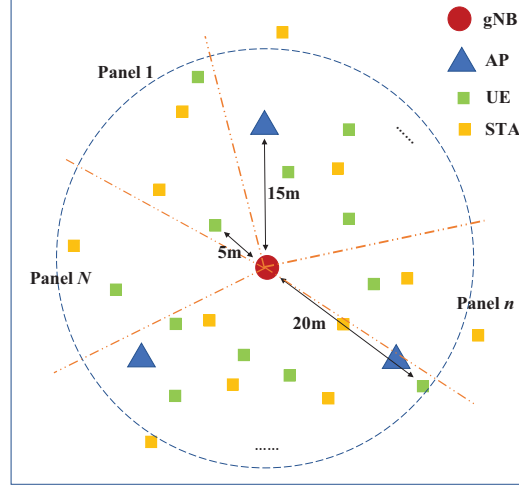 gNB
Panel 1
AP
UE
STA
......
15m
5m
Panel N
Panel n
20m
......